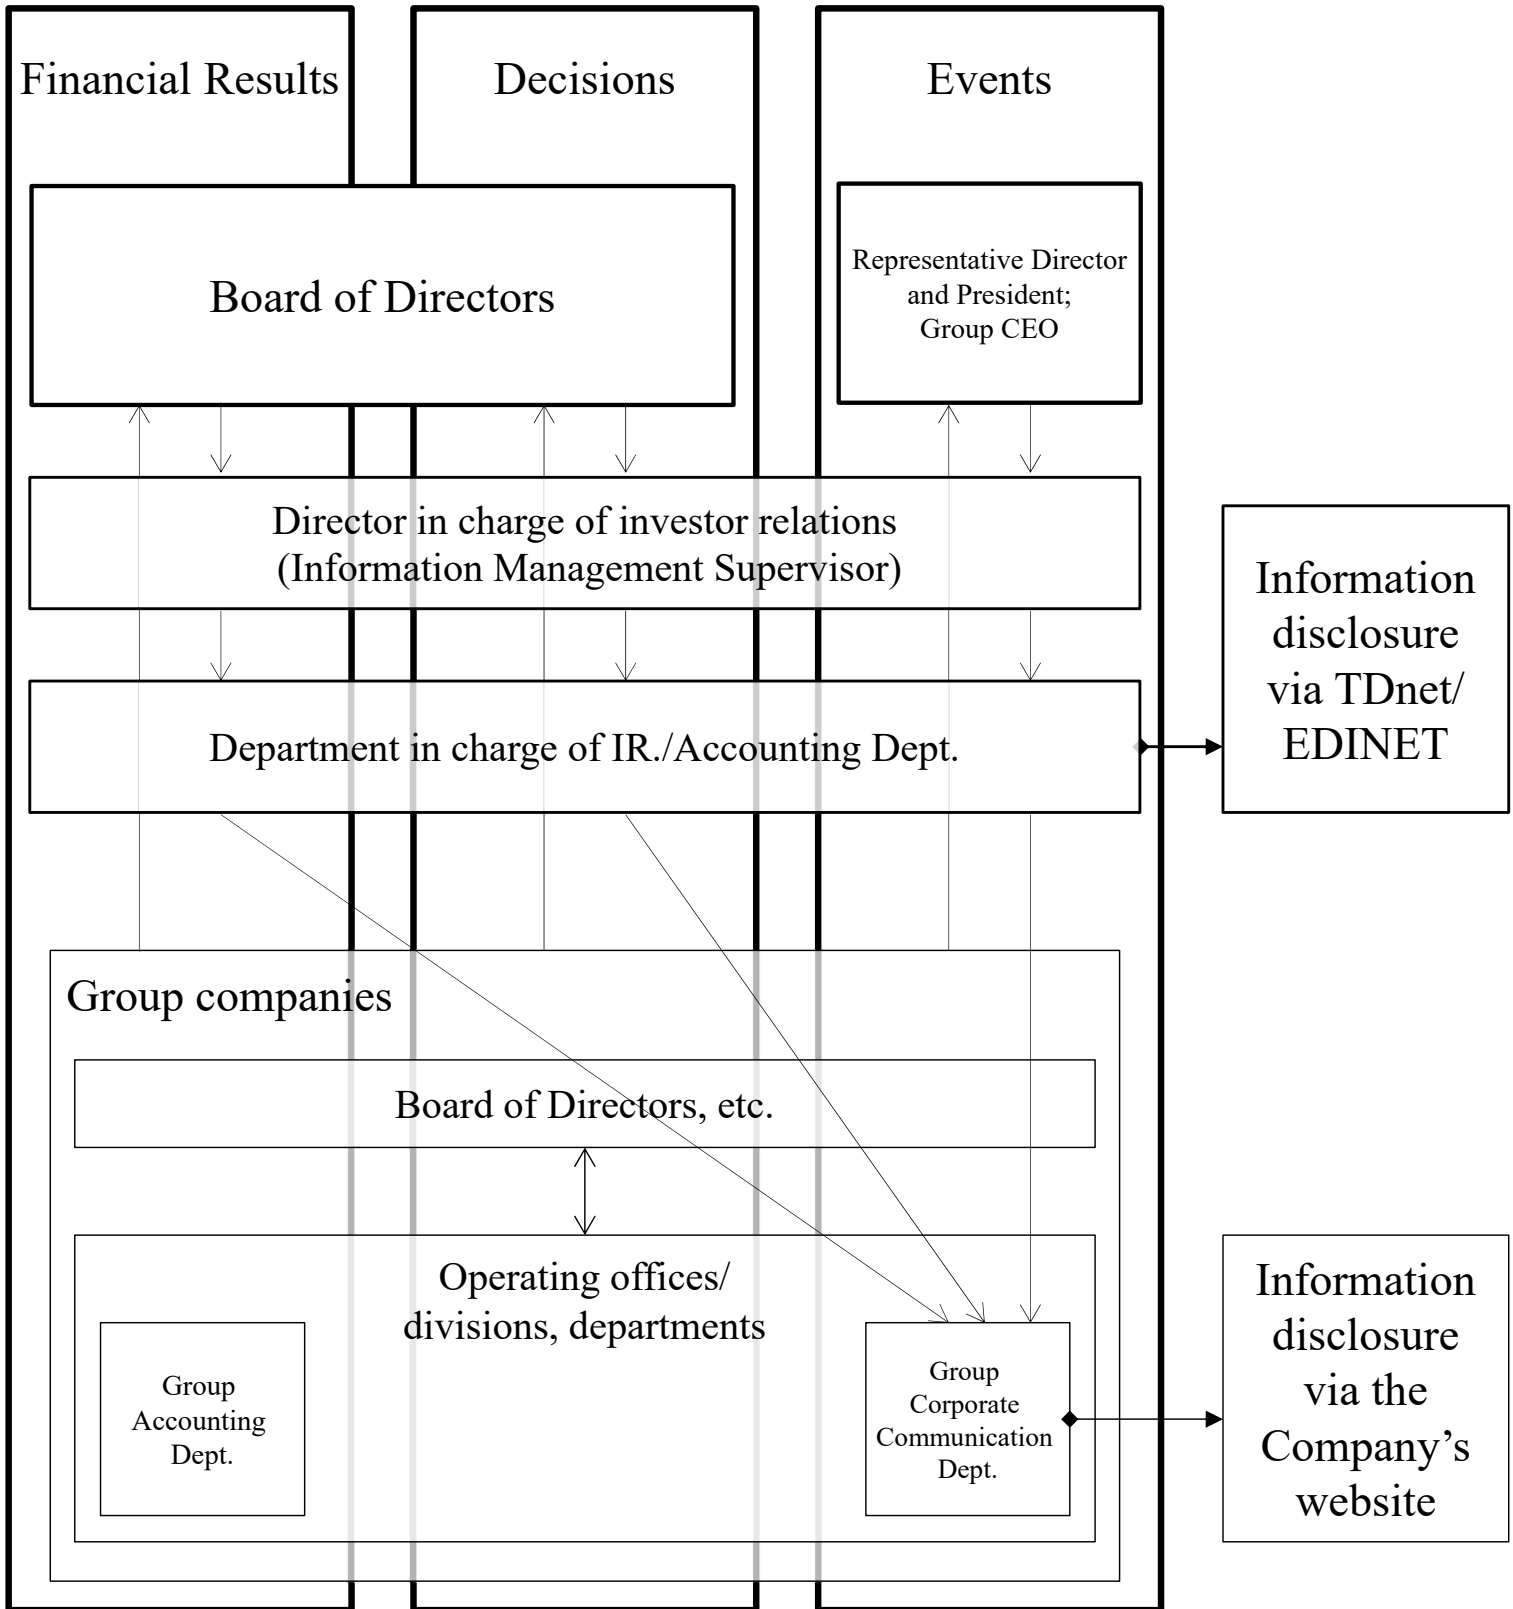 Financial Results
Decisions
Events
Board of Directors
Representative Director
and President;
Group CEO
Director in charge of investor relations
(Information Management Supervisor)
Information
disclosure
via TDnet/
EDINET
Department in charge of IR./Accounting Dept.
Group companies
Board of Directors, etc.
Operating offices/
divisions, departments
Group
Accounting
Dept.
Group
Corporate
Communication
Dept.
Information
disclosure
via the
Company’s
website